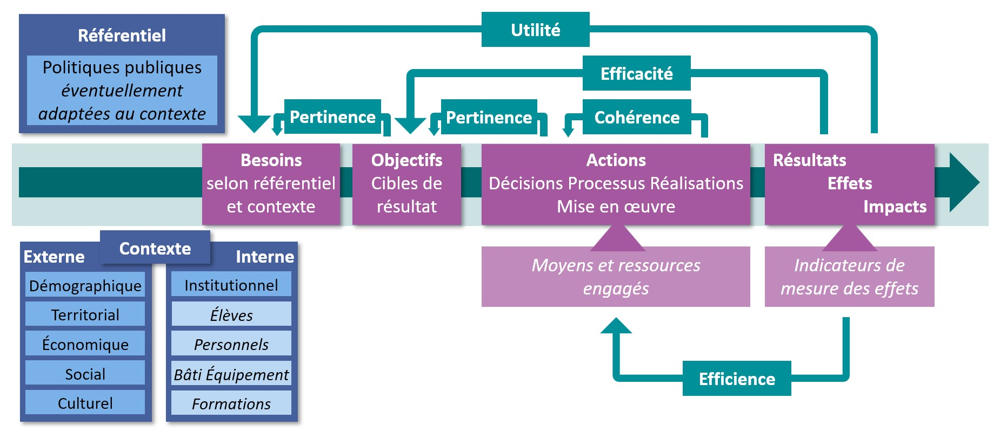 Référentiel
Politiques publiques
éventuellement
adaptées au contexte
Utilité
Efficacité
Pertinence
Pertinence
Cohérence
Besoins
selon référentiel
et contexte
Objectifs
Cibles de
résultat
Actions
Décisions Processus Réalisations
Mise en œuvre
Résultats
Effets
Impacts
Contexte
Externe
Démographique
Territorial
Économique
Social
Culturel
Interne
Institutionnel
Élèves
Personnels
Bâti Équipement
Formations
Moyens et ressources
engagés
Indicateurs de
mesure des effets
Efficience